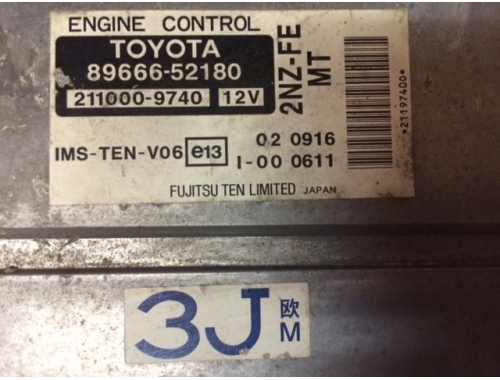 ENGINE CONTROL
TOYOTA
89666-52180
211000-9740 12V
2NZ-FE
MT
*21197400*
IMS-TEN-V06 e13
02 0916
I-00 0611
FUJITSU TEN LIMITED JAPAN
3J 欧
M